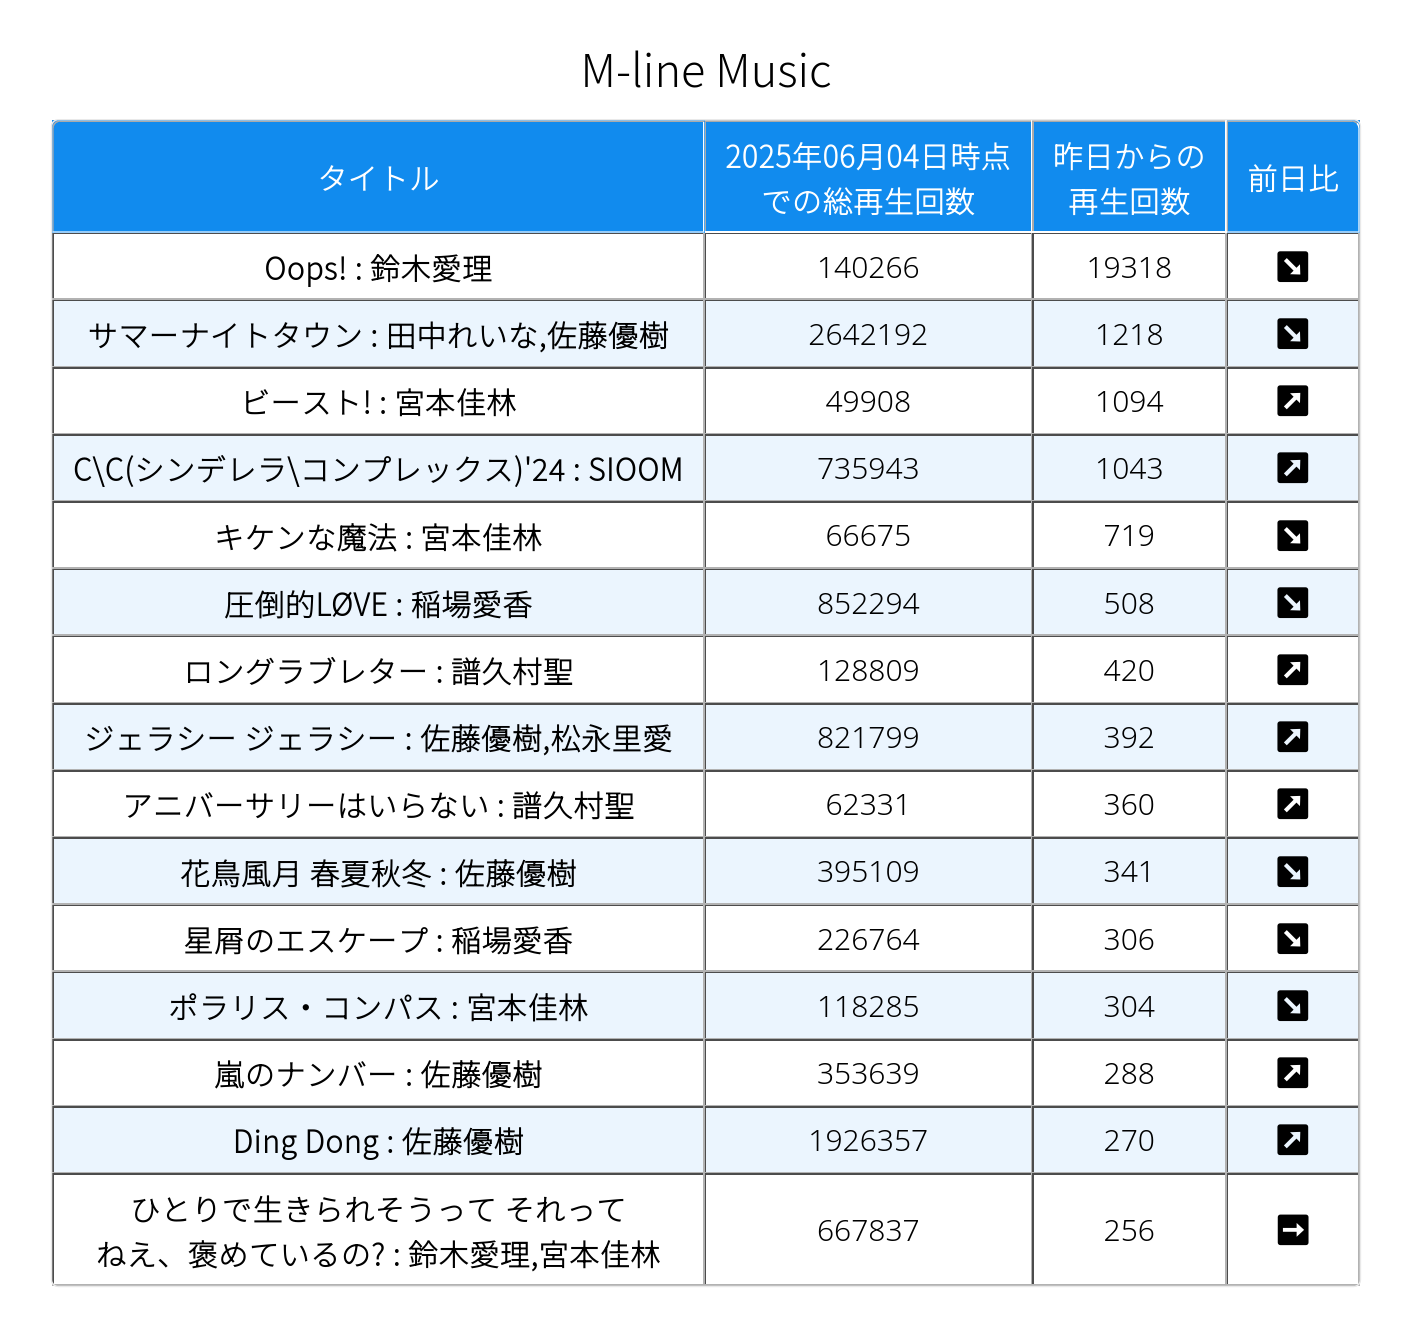 M-line Music
タイトル
2025年06月04日時点
での総再生回数
昨日からの
再生回数
前日比
Oops! : 鈴木愛理 140266 19318 ↘
サマーナイトタウン : 田中れいな,佐藤優樹 2642192 1218 ↘
ビースト! : 宮本佳林 49908 1094 ↗
C\C(シンデレラ\コンプレックス)'24 : SIOOM 735943 1043 ↗
キケンな魔法 : 宮本佳林 66675 719 ↘
圧倒的LØVE : 稲場愛香 852294 508 ↘
ロングラブレター : 譜久村聖 128809 420 ↗
ジェラシー ジェラシー : 佐藤優樹,松永里愛 821799 392 ↗
アニバーサリーはいらない : 譜久村聖 62331 360 ↗
花鳥風月 春夏秋冬 : 佐藤優樹 395109 341 ↘
星屑のエスケープ : 稲場愛香 226764 306 ↘
ポラリス・コンパス : 宮本佳林 118285 304 ↘
嵐のナンバー : 佐藤優樹 353639 288 ↗
Ding Dong : 佐藤優樹 1926357 270 ↗
ひとりで生きられそうって それって
ねえ、褒めているの? : 鈴木愛理,宮本佳林 667837 256 →